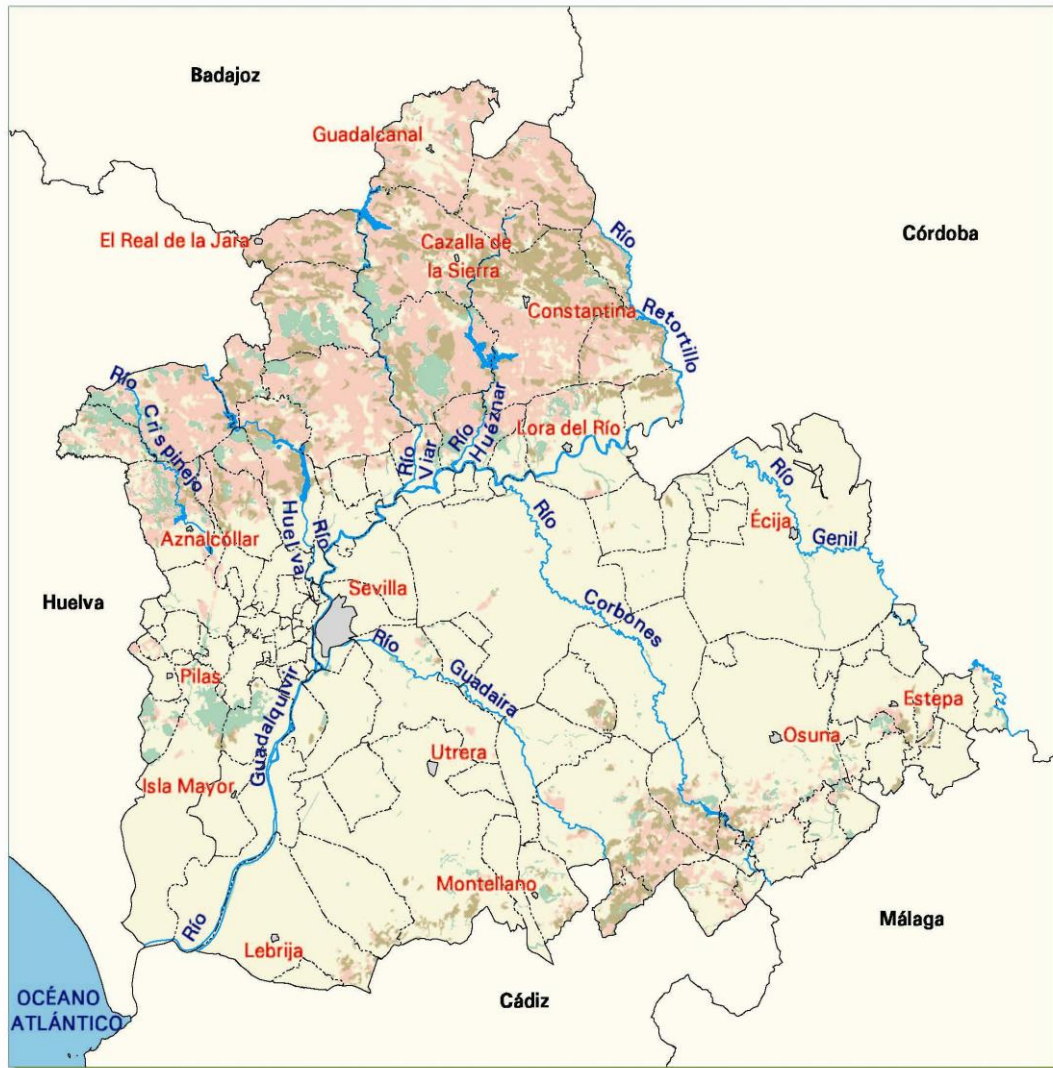 Badajoz
Guadalcanal
El Real de la Jara
Cazalla de
la Sierra
Córdoba
Río
Retortillo
Constantina
Río
Crispinejo
Río
Hueznar
Río
Viar
Lora del Río
Huelva
Río
Guadalquivir
Río
Aznalcóllar
Río
Corbones
Écija
Río
Genil
Huelva
Sevilla
Río
Guadaira
Pilas
Estepa
Osuna
Utrera
Isla Mayor
Montellano
Málaga
Lebrija
Cádiz
OCÉANO
ATLÁNTICO